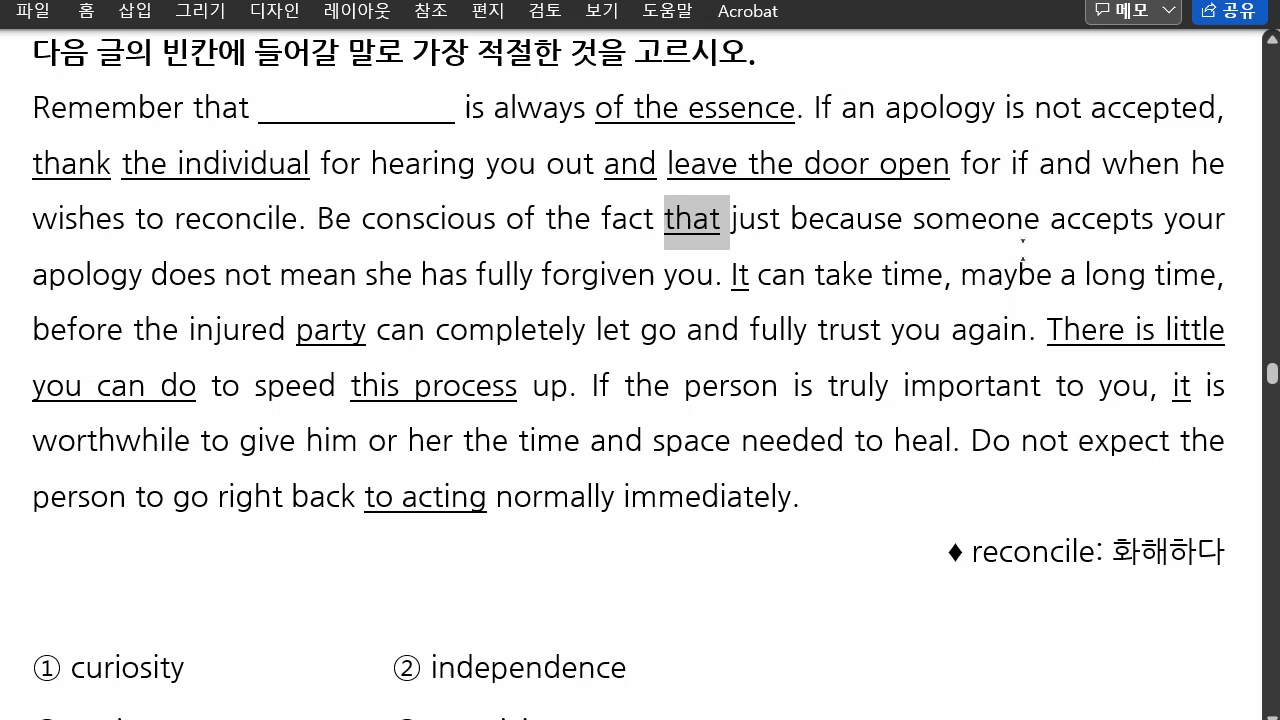 파일 홈 삽입 그리기 디자인 레이아웃 참조 편지 검토 보기 도움말 Acrobat 메모 공유
다음 글의 빈칸에 들어갈 말로 가장 적절한 것을 고르시오.
Remember that ______________ is always of the essence. If an apology is not accepted,
thank the individual for hearing you out and leave the door open for if and when he
wishes to reconcile. Be conscious of the fact that just because someone accepts your
apology does not mean she has fully forgiven you. It can take time, maybe a long time,
before the injured party can completely let go and fully trust you again. There is little
you can do to speed this process up. If the person is truly important to you, it is
worthwhile to give him or her the time and space needed to heal. Do not expect the
person to go right back to acting normally immediately.
♦ reconcile: 화해하다
① curiosity ② independence